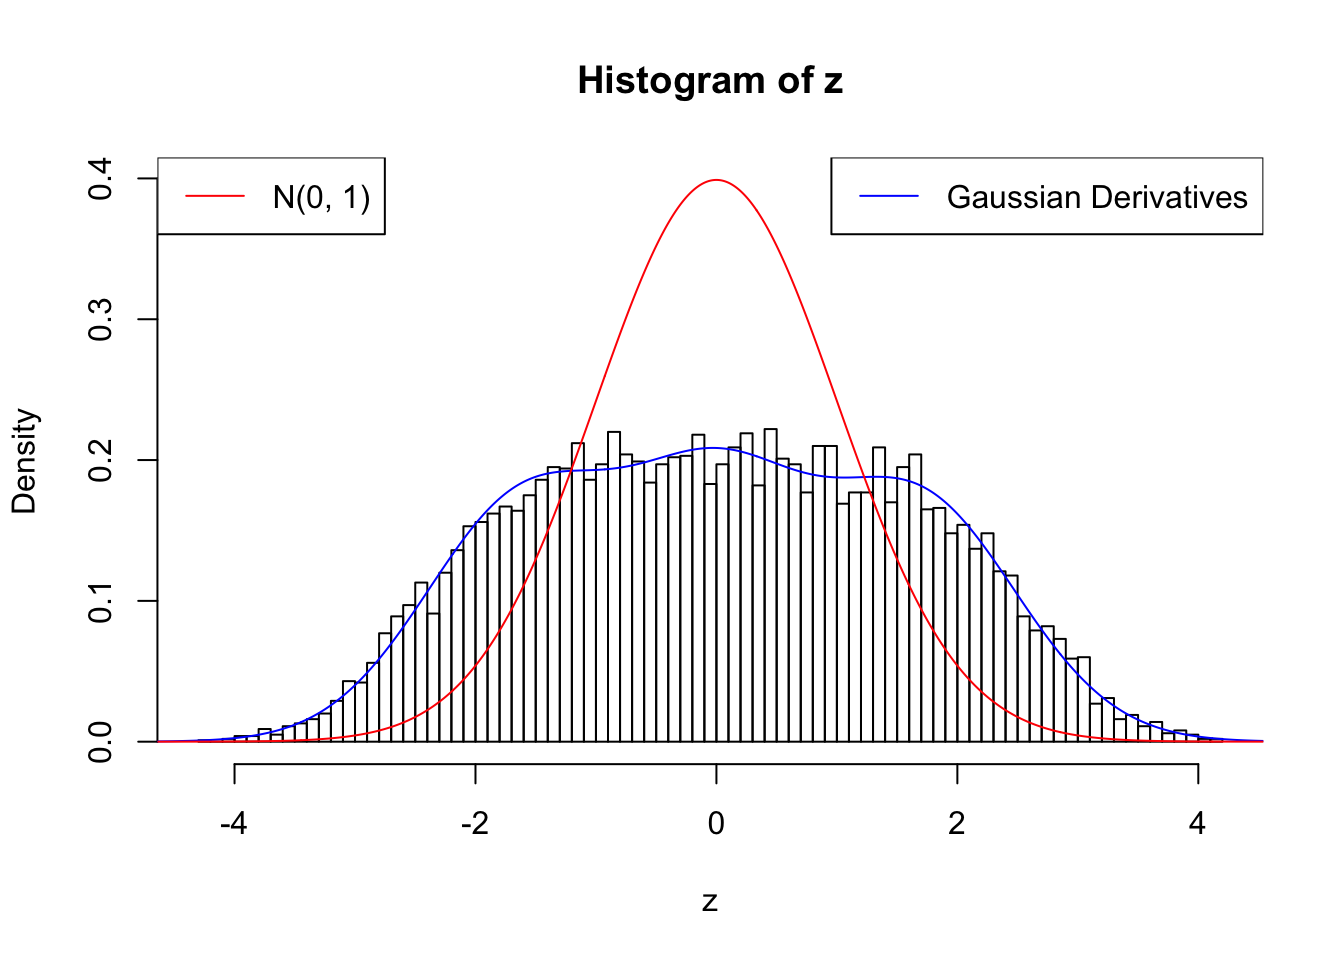 Histogram of z
N(0, 1)
Gaussian Derivatives
Density
0.4
0.3
0.2
0.1
0.0
-4 -2 0 2 4
z